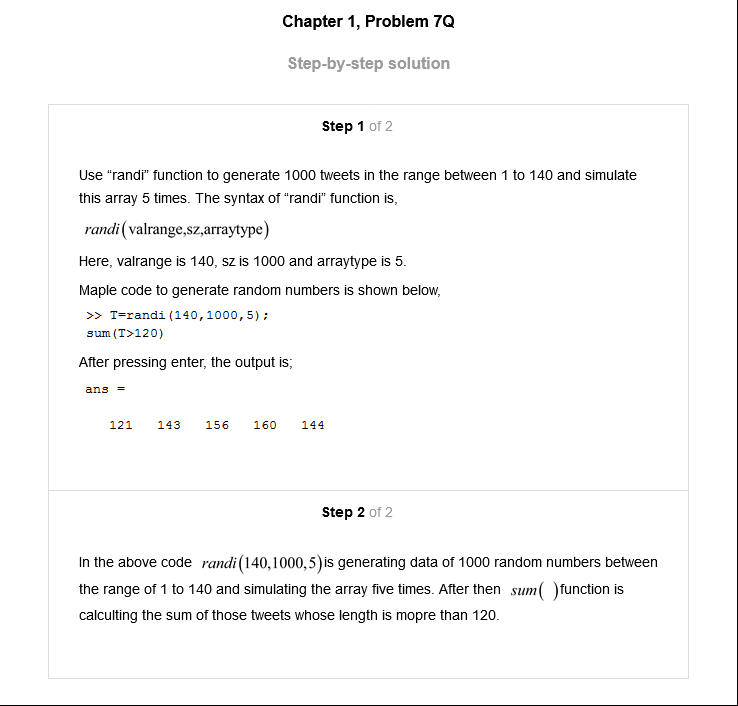 Chapter 1, Problem 7Q
Step-by-step solution
Step 1 of 2
Use “randi” function to generate 1000 tweets in the range between 1 to 140 and simulate
this array 5 times. The syntax of “randi” function is,
randi(valrange,sz,arraytype)
Here, valrange is 140, sz is 1000 and arraytype is 5.
Maple code to generate random numbers is shown below,
>> T=randi(140,1000,5);
sum(T>120)
After pressing enter, the output is;
ans =
121 143 156 160 144
Step 2 of 2
In the above code randi(140,1000,5)is generating data of 1000 random numbers between
the range of 1 to 140 and simulating the array five times. After then sum( )function is
calculting the sum of those tweets whose length is mopre than 120.